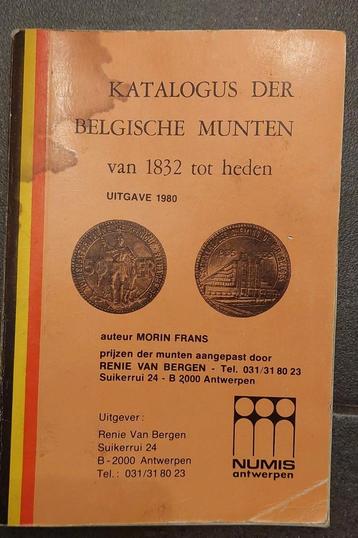 KATALOGUS DER
BELGISCHE MUNTEN
van 1832 tot heden
UITGAVE 1980
auteur MORIN FRANS
prijzen der munten aangepast door
RENIE VAN BERGEN - Tel. 031/31 80 23
Suikerrui 24 - B 2000 Antwerpen
Uitgever :
Renie Van Bergen
Suikerrui 24
B - 2000 Antwerpen
Tel. : 031/31 80 23
NUMIS
antwerpen